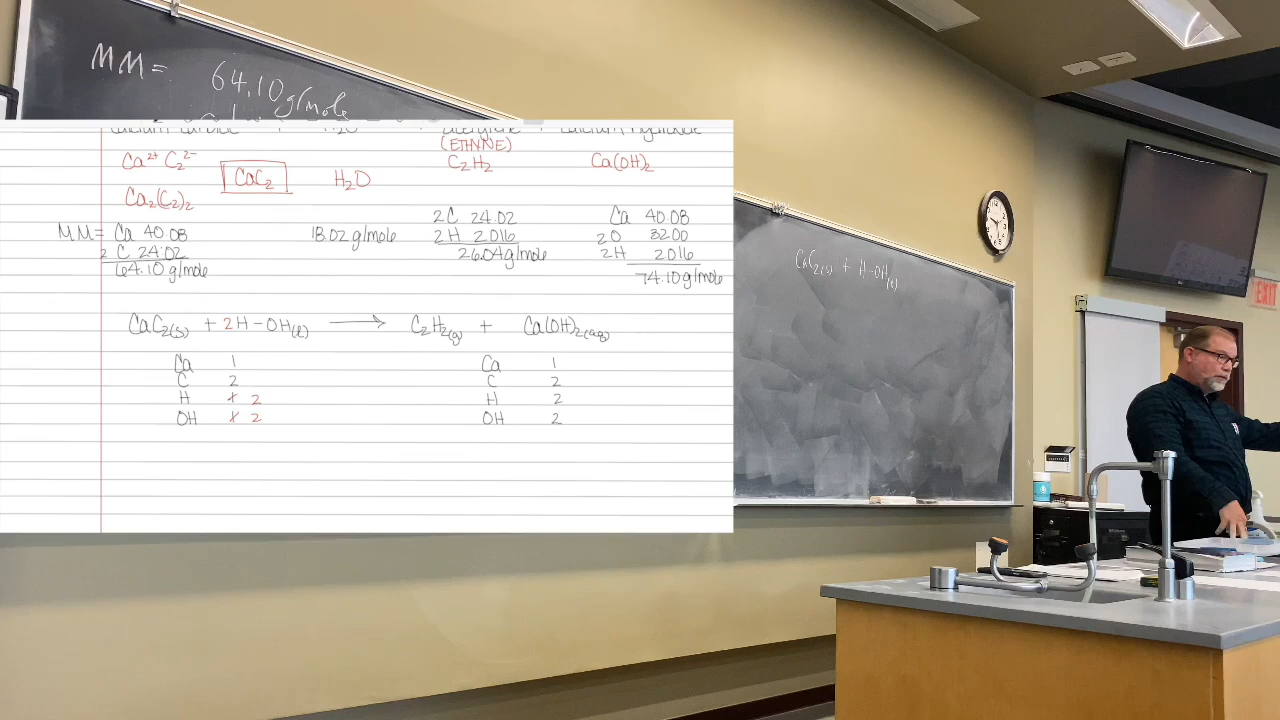 MM = 64.10 g/mole
(ETHYNE)
Ca²⁺ C₂²⁻ CaC₂ H₂O C₂H₂ Ca(OH)₂
Ca₂(C₂)₂
MM= Ca 40.08 18.02 g/mole 2C 24.02 Ca 40.08
2 C 24.02 2H 2.016 2O 32.00
64.10 g/mole 26.04 g/mole 2H 2.016
74.10 g/mole
CaC₂(s) + 2H-OH(l) ⟶ C₂H₂(g) + Ca(OH)₂(aq)
Ca 1 Ca 1
C 2 C 2
H 2 H 2
OH 2 OH 2
CaC₂(s) + H-OH(l)
EXIT